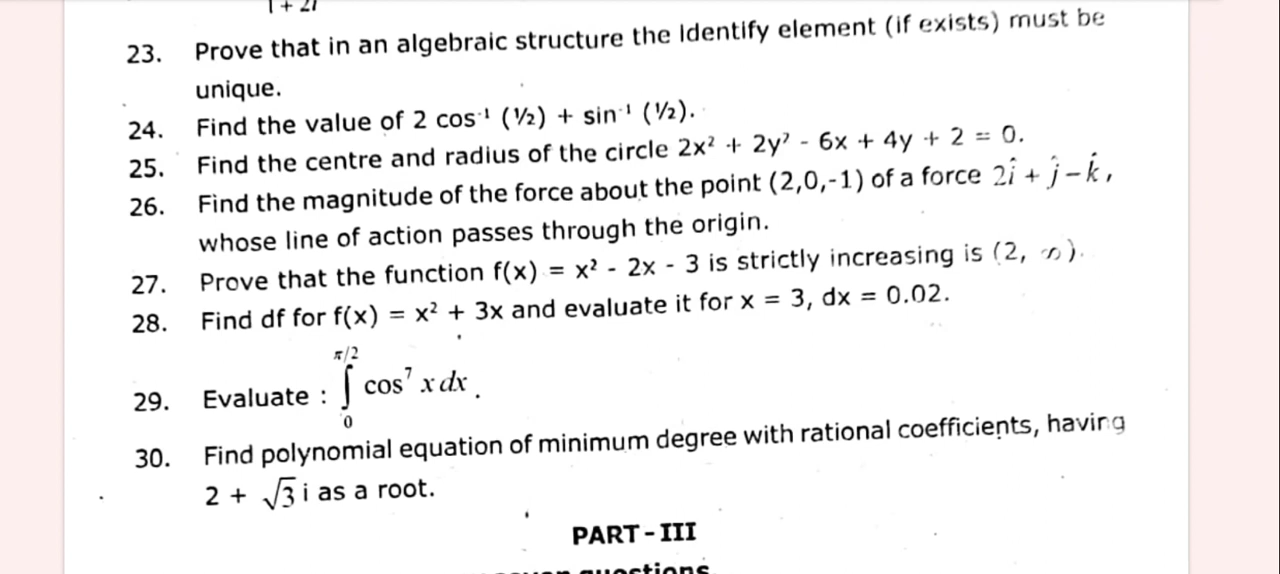 1 + 2i
23. Prove that in an algebraic structure the Identify element (if exists) must be
unique.
24. Find the value of 2 cos⁻¹ (½) + sin⁻¹ (½).
25. Find the centre and radius of the circle 2x² + 2y² - 6x + 4y + 2 = 0.
26. Find the magnitude of the force about the point (2,0,-1) of a force 2î + ĵ – k̂,
whose line of action passes through the origin.
27. Prove that the function f(x) = x² - 2x - 3 is strictly increasing is (2, ∞).
28. Find df for f(x) = x² + 3x and evaluate it for x = 3, dx = 0.02.
29. Evaluate : ∫₀^(π/2) cos⁷ x dx.
30. Find polynomial equation of minimum degree with rational coefficients, having
2 + √3 i as a root.
PART - III
questions